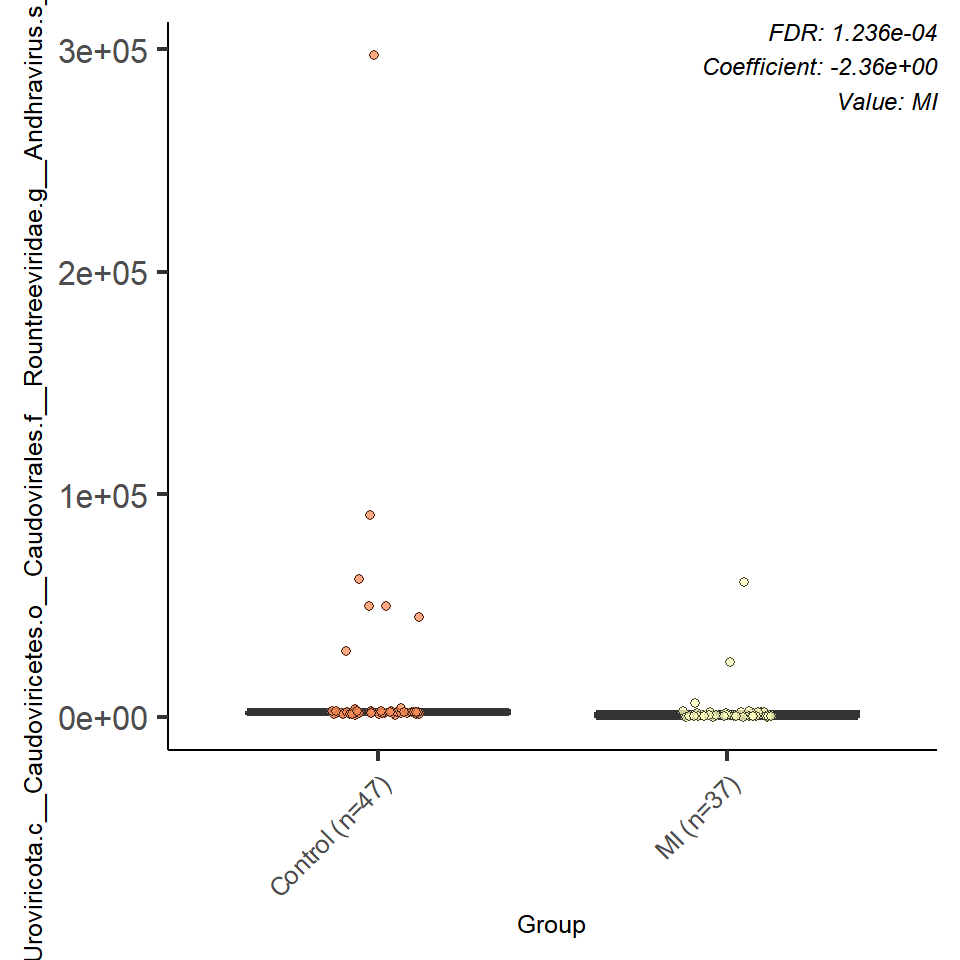 FDR: 1.236e-04
Coefficient: -2.36e+00
Value: MI
3e+05
2e+05
1e+05
0e+00
Uroviricota.c__Caudoviricetes.o__Caudovirales.f__Rountreeviridae.g__Andhravirus.s_
Control (n=47)
MI (n=37)
Group